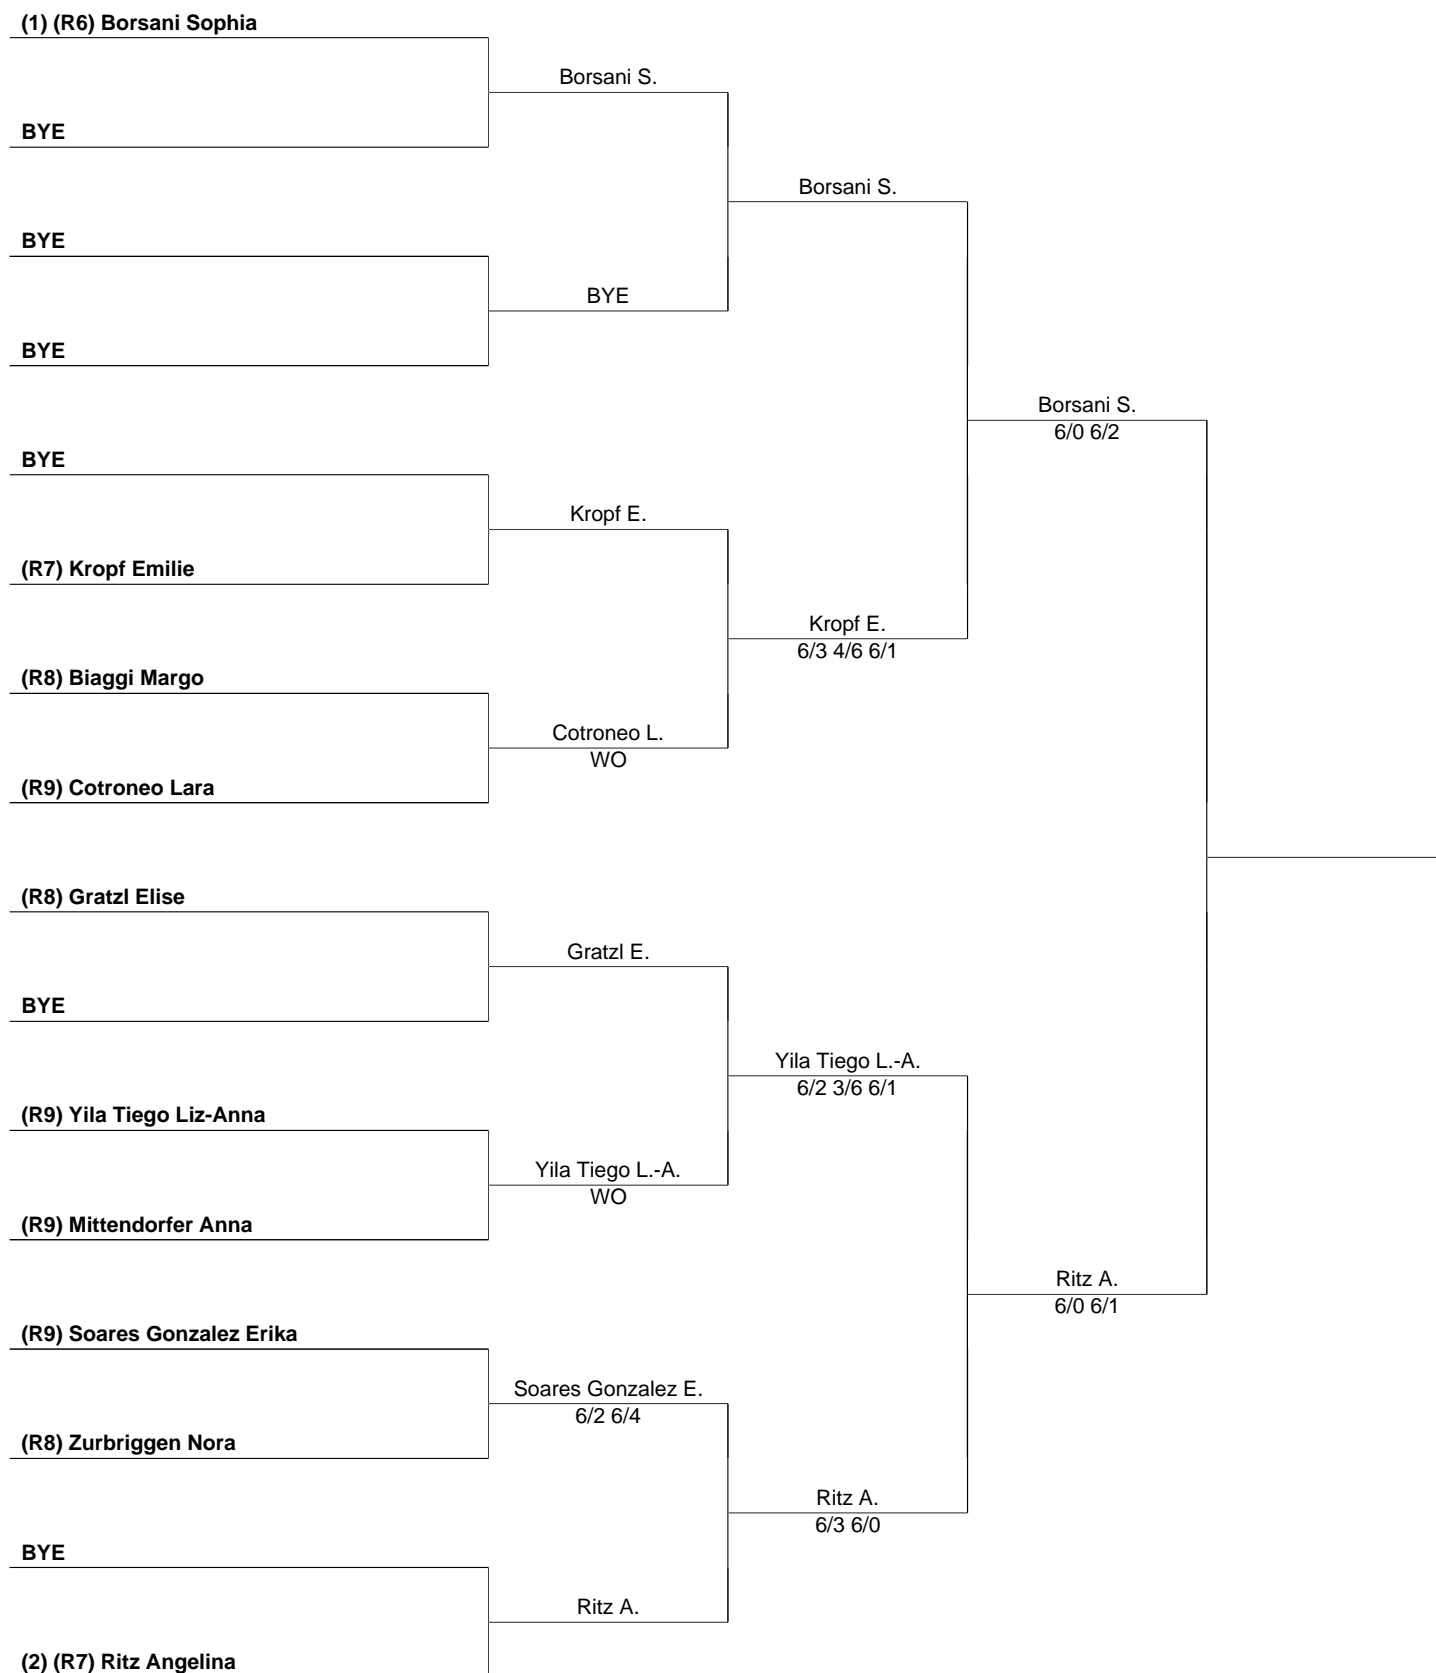 (1) (R6) Borsani Sophia
Borsani S.
BYE
Borsani S.
BYE
BYE
BYE
Borsani S.
6/0 6/2
BYE
Kropf E.
(R7) Kropf Emilie
Kropf E.
6/3 4/6 6/1
(R8) Biaggi Margo
Cotroneo L.
WO
(R9) Cotroneo Lara
(R8) Gratzl Elise
Gratzl E.
BYE
Yila Tiego L.-A.
6/2 3/6 6/1
(R9) Yila Tiego Liz-Anna
Yila Tiego L.-A.
WO
(R9) Mittendorfer Anna
Ritz A.
6/0 6/1
(R9) Soares Gonzalez Erika
Soares Gonzalez E.
6/2 6/4
(R8) Zurbriggen Nora
Ritz A.
6/3 6/0
BYE
Ritz A.
(2) (R7) Ritz Angelina